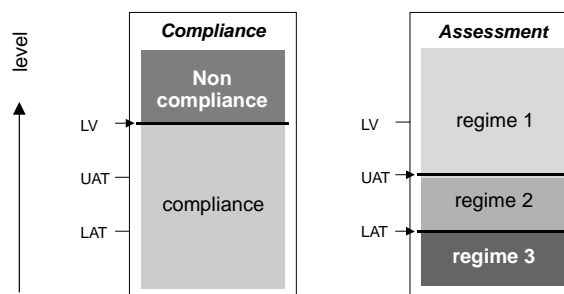 level
Compliance
Non
compliance
LV
UAT
compliance
LAT
Assessment
LV
regime 1
UAT
regime 2
LAT
regime 3